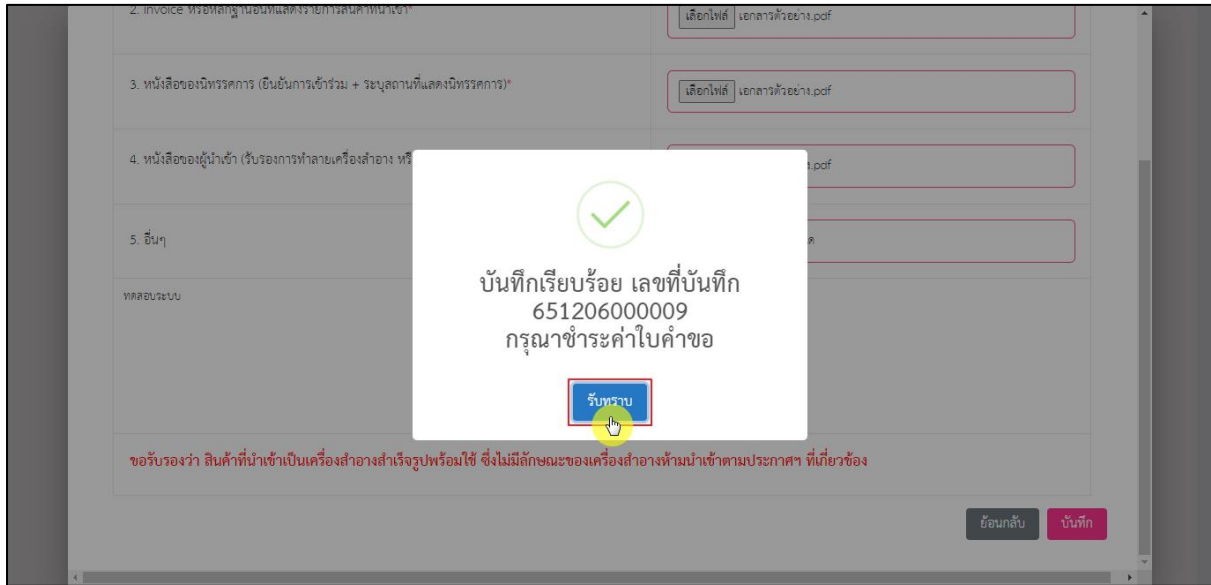 2. invoice หรือหลักฐานอื่นที่แสดงรายการสินค้าที่นำเข้า*
เลือกไฟล์ เอกสารตัวอย่าง.pdf
3. หนังสือของนิทรรศการ (ยืนยันการเข้าร่วม + ระบุสถานที่แสดงนิทรรศการ)*
เลือกไฟล์ เอกสารตัวอย่าง.pdf
4. หนังสือของผู้นำเข้า (รับรองการทำลายเครื่องสำอาง หรื
.pdf
5. อื่นๆ
ทดสอบระบบ
บันทึกเรียบร้อย เลขที่บันทึก
651206000009
กรุณาชำระค่าใบคำขอ
รับทราบ
ขอรับรองว่า สินค้าที่นำเข้าเป็นเครื่องสำอางสำเร็จรูปพร้อมใช้ ซึ่งไม่มีลักษณะของเครื่องสำอางห้ามนำเข้าตามประกาศฯ ที่เกี่ยวข้อง
ย้อนกลับ บันทึก